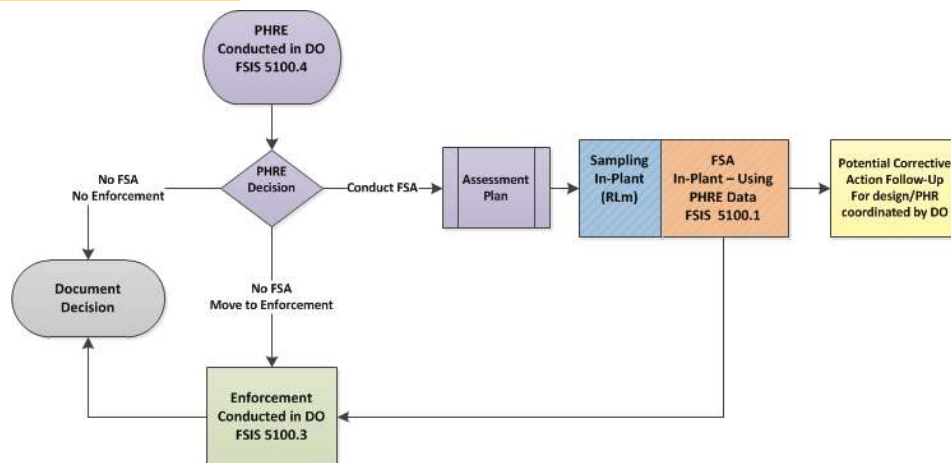 PHRE
Conducted in DO
FSIS 5100.4
PHRE
Decision
No FSA
No Enforcement
Conduct FSA
Assessment
Plan
Sampling
In-Plant
(RLm)
FSA
In-Plant – Using
PHRE Data
FSIS 5100.1
Potential Corrective
Action Follow-Up
For design/PHR
coordinated by DO
Document
Decision
No FSA
Move to Enforcement
Enforcement
Conducted in DO
FSIS 5100.3